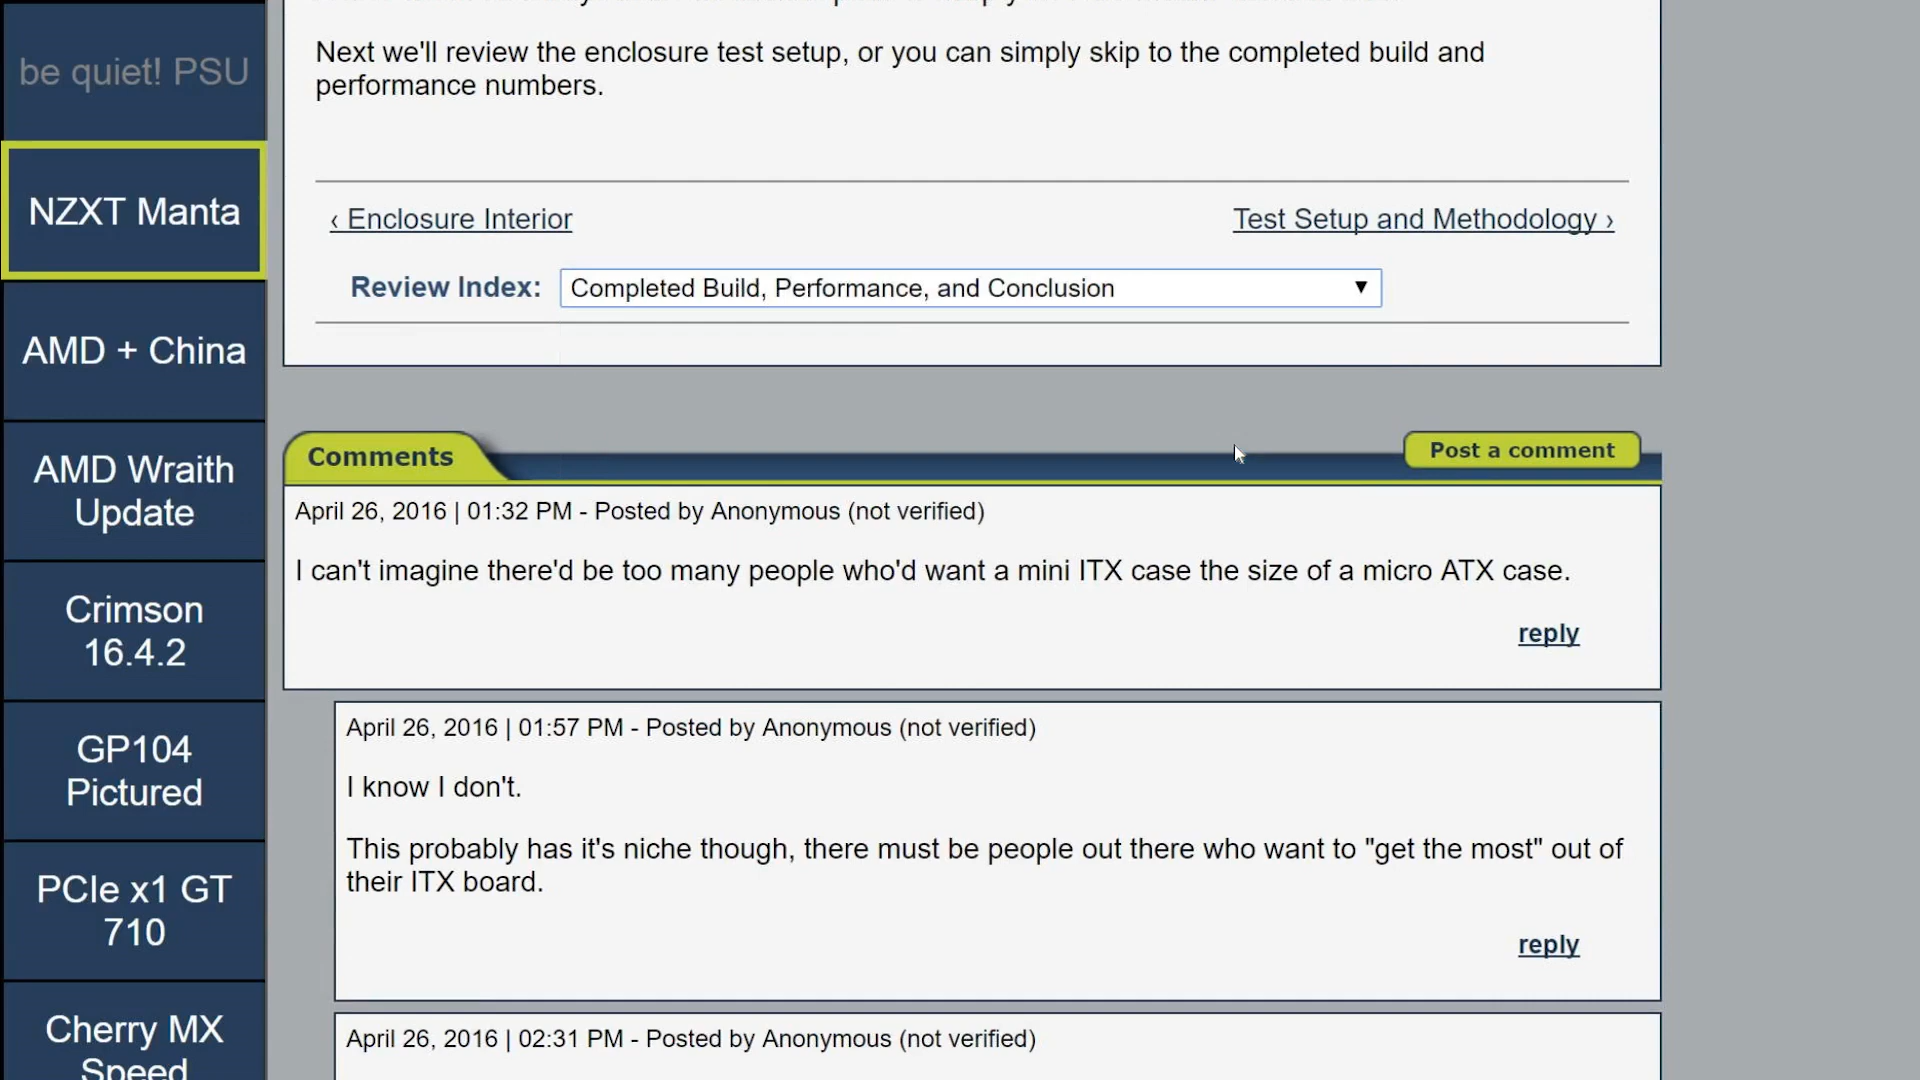 be quiet! PSU
NZXT Manta
AMD + China
AMD Wraith
Update
Crimson
16.4.2
GP104
Pictured
PCIe x1 GT
710
Cherry MX
Speed
Next we'll review the enclosure test setup, or you can simply skip to the completed build and
performance numbers.
‹ Enclosure Interior
Test Setup and Methodology ›
Review Index:
Completed Build, Performance, and Conclusion
Comments
Post a comment
April 26, 2016 | 01:32 PM - Posted by Anonymous (not verified)
I can't imagine there'd be too many people who'd want a mini ITX case the size of a micro ATX case.
reply
April 26, 2016 | 01:57 PM - Posted by Anonymous (not verified)
I know I don't.
This probably has it's niche though, there must be people out there who want to "get the most" out of
their ITX board.
reply
April 26, 2016 | 02:31 PM - Posted by Anonymous (not verified)